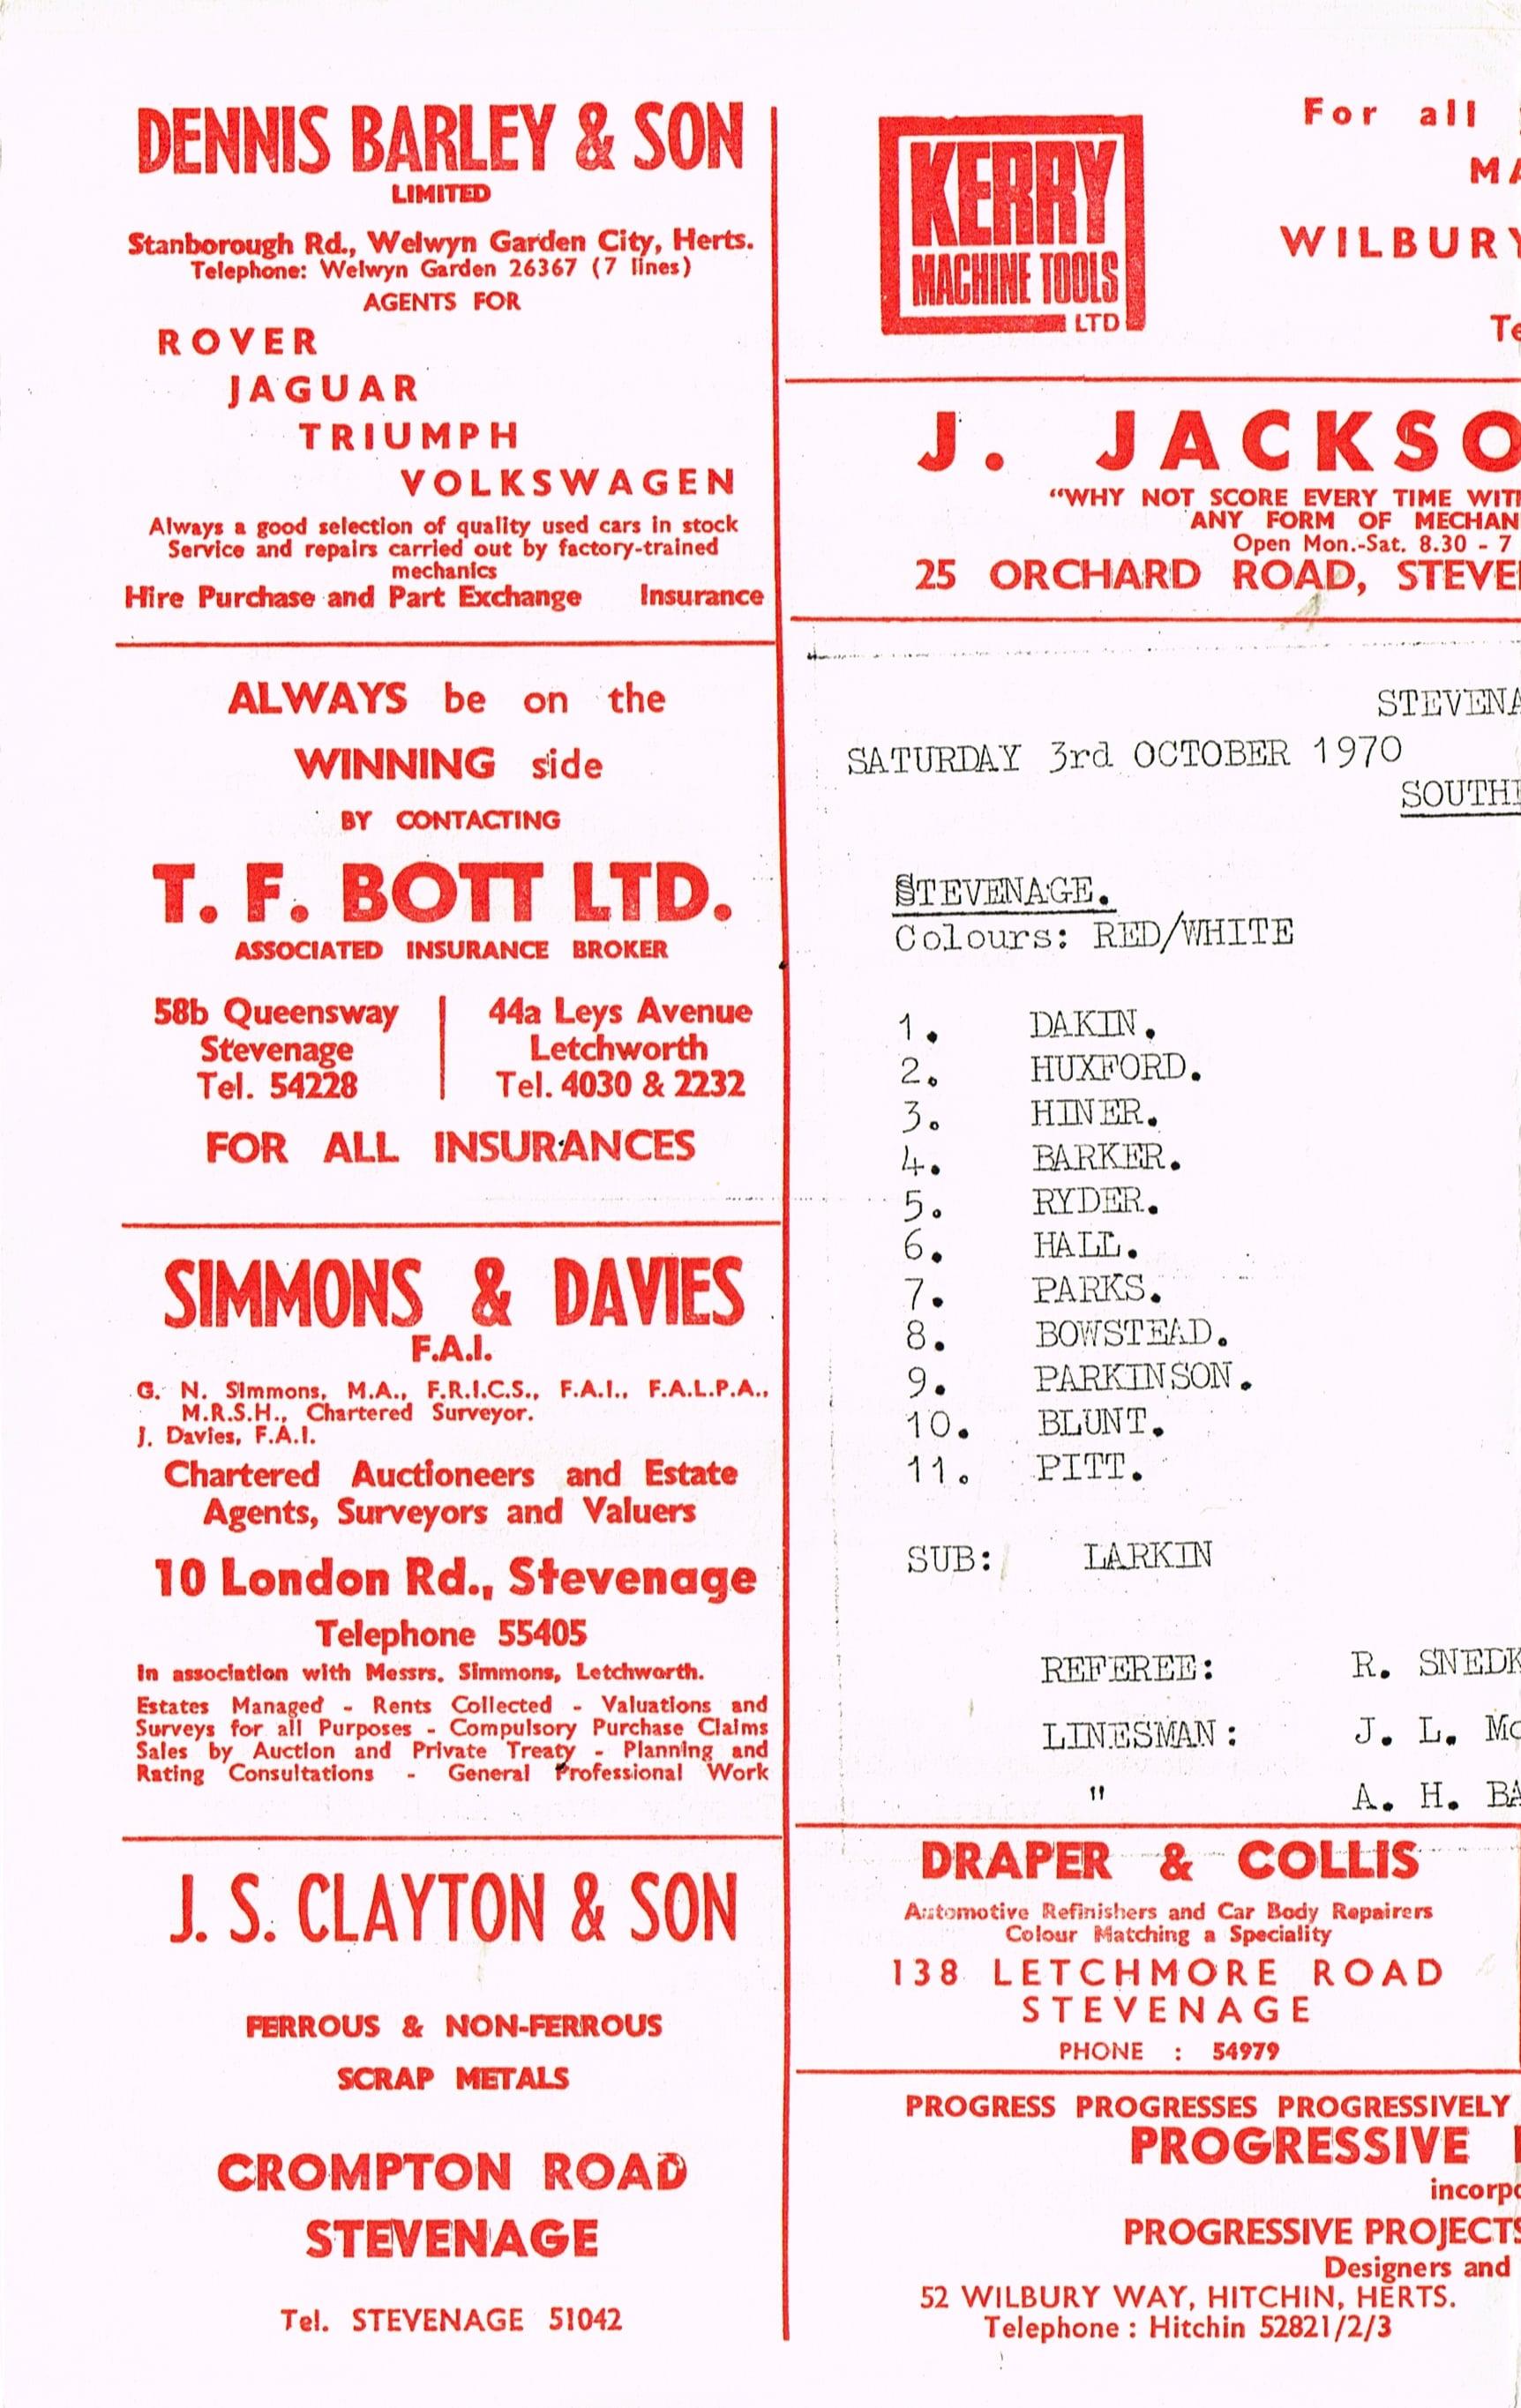 DENNIS BARLEY & SON
LIMITED
Stanborough Rd., Welwyn Garden City, Herts.
Telephone: Welwyn Garden 26367 (7 lines)
AGENTS FOR
ROVER
JAGUAR
TRIUMPH
VOLKSWAGEN
Always a good selection of quality used cars in stock
Service and repairs carried out by factory-trained
mechanics
Hire Purchase and Part Exchange Insurance
ALWAYS be on the
WINNING side
BY CONTACTING
T. F. BOTT LTD.
ASSOCIATED INSURANCE BROKER
58b Queensway
Stevenage
Tel. 54228
44a Leys Avenue
Letchworth
Tel. 4030 & 2232
FOR ALL INSURANCES
SIMMONS & DAVIES
F.A.I.
G. N. Simmons, M.A., F.R.I.C.S., F.A.I., F.A.L.P.A.,
M.R.S.H., Chartered Surveyor.
J. Davies, F.A.I.
Chartered Auctioneers and Estate
Agents, Surveyors and Valuers
10 London Rd., Stevenage
Telephone 55405
In association with Messrs. Simmons, Letchworth.
Estates Managed - Rents Collected - Valuations and
Surveys for all Purposes - Compulsory Purchase Claims
Sales by Auction and Private Treaty - Planning and
Rating Consultations - General Professional Work
J. S. CLAYTON & SON
FERROUS & NON-FERROUS
SCRAP METALS
CROMPTON ROAD
STEVENAGE
Tel. STEVENAGE 51042
KERRY
MACHINE TOOLS
LTD
For all
MA
WILBURY
Te
J. JACKSO
"WHY NOT SCORE EVERY TIME WITH
ANY FORM OF MECHAN
Open Mon.-Sat. 8.30 - 7
25 ORCHARD ROAD, STEVE
STEVENA
SATURDAY 3rd OCTOBER 1970
SOUTH
STEVENAGE.
Colours: RED/WHITE
1. DAKIN.
2. HUXFORD.
3. HINER.
4. BARKER.
5. RYDER.
6. HALL.
7. PARKS.
8. BOWSTEAD.
9. PARKINSON.
10. BLUNT.
11. PITT.
SUB: LARKIN
REFEREE: R. SNEDK
LINESMAN: J. L. Mc
" A. H. BA
DRAPER & COLLIS
Automotive Refinishers and Car Body Repairers
Colour Matching a Speciality
138 LETCHMORE ROAD
STEVENAGE
PHONE : 54979
PROGRESS PROGRESSES PROGRESSIVELY
PROGRESSIVE
incorpo
PROGRESSIVE PROJECTS
Designers and
52 WILBURY WAY, HITCHIN, HERTS.
Telephone : Hitchin 52821/2/3